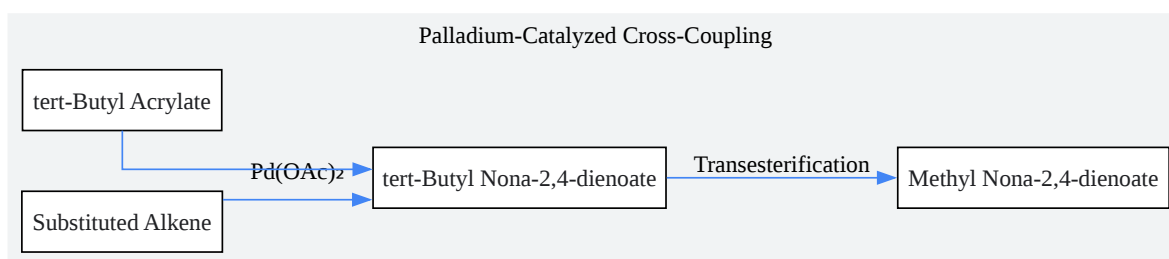 Palladium-Catalyzed Cross-Coupling
tert-Butyl Acrylate
Pd(OAc)₂
tert-Butyl Nona-2,4-dienoate
Transesterification
Methyl Nona-2,4-dienoate
Substituted Alkene